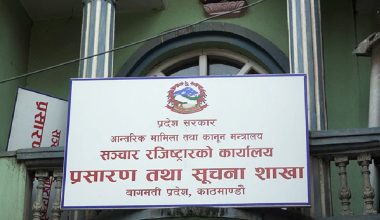 प्रदेश सरकार
आन्तरिक मामिला तथा कानून मन्त्रालय
सञ्चार रजिष्ट्रारको कार्यालय
प्रसारण तथा सूचना शाखा
बागमती प्रदेश, काठमाण्डौ